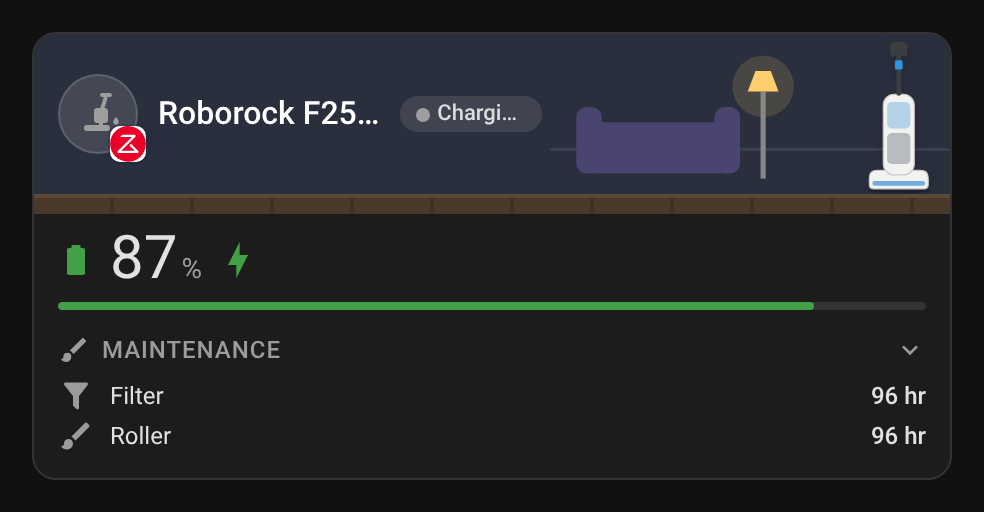 Roborock F25... Chargi...
87%
MAINTENANCE
Filter 96 hr
Roller 96 hr